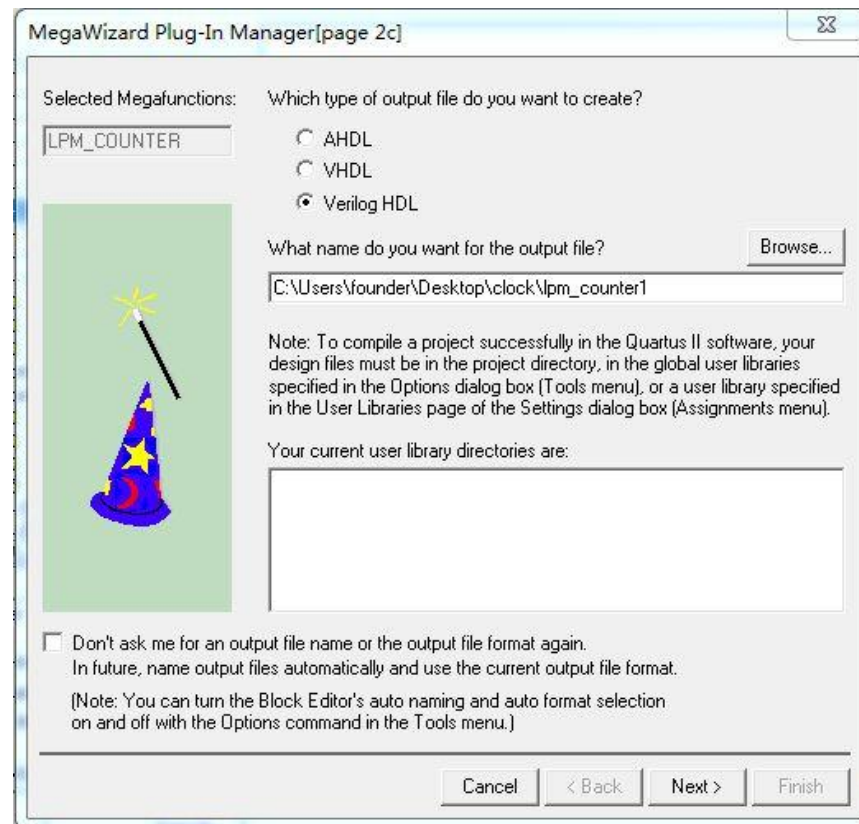 MegaWizard Plug-In Manager[page 2c]
Selected Megafunctions:
LPM_COUNTER
Which type of output file do you want to create?
AHDL
VHDL
Verilog HDL
What name do you want for the output file?
Browse...
C:\Users\founder\Desktop\clock\lpm_counter1
Note: To compile a project successfully in the Quartus II software, your
design files must be in the project directory, in the global user libraries
specified in the Options dialog box (Tools menu), or a user library specified
in the User Libraries page of the Settings dialog box (Assignments menu).
Your current user library directories are:
Don't ask me for an output file name or the output file format again.
In future, name output files automatically and use the current output file format.
(Note: You can turn the Block Editor's auto naming and auto format selection
on and off with the Options command in the Tools menu.)
Cancel
< Back
Next >
Finish